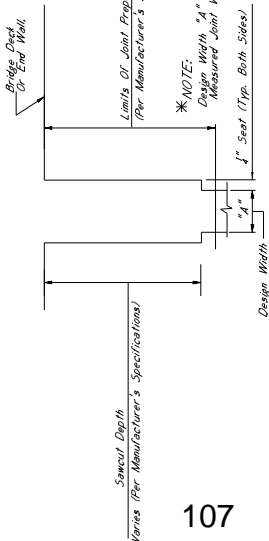 Bridge Deck
Or End Wall.
Limits Of Joint Prep
(Per Manufacturer's
* NOTE:
Design Width "A"
Measured Joint
Sawcut Depth
Varies (Per Manufacturer's Specifications)
"A"
Design Width
1/4" Seat (Typ. Both Sides)
107